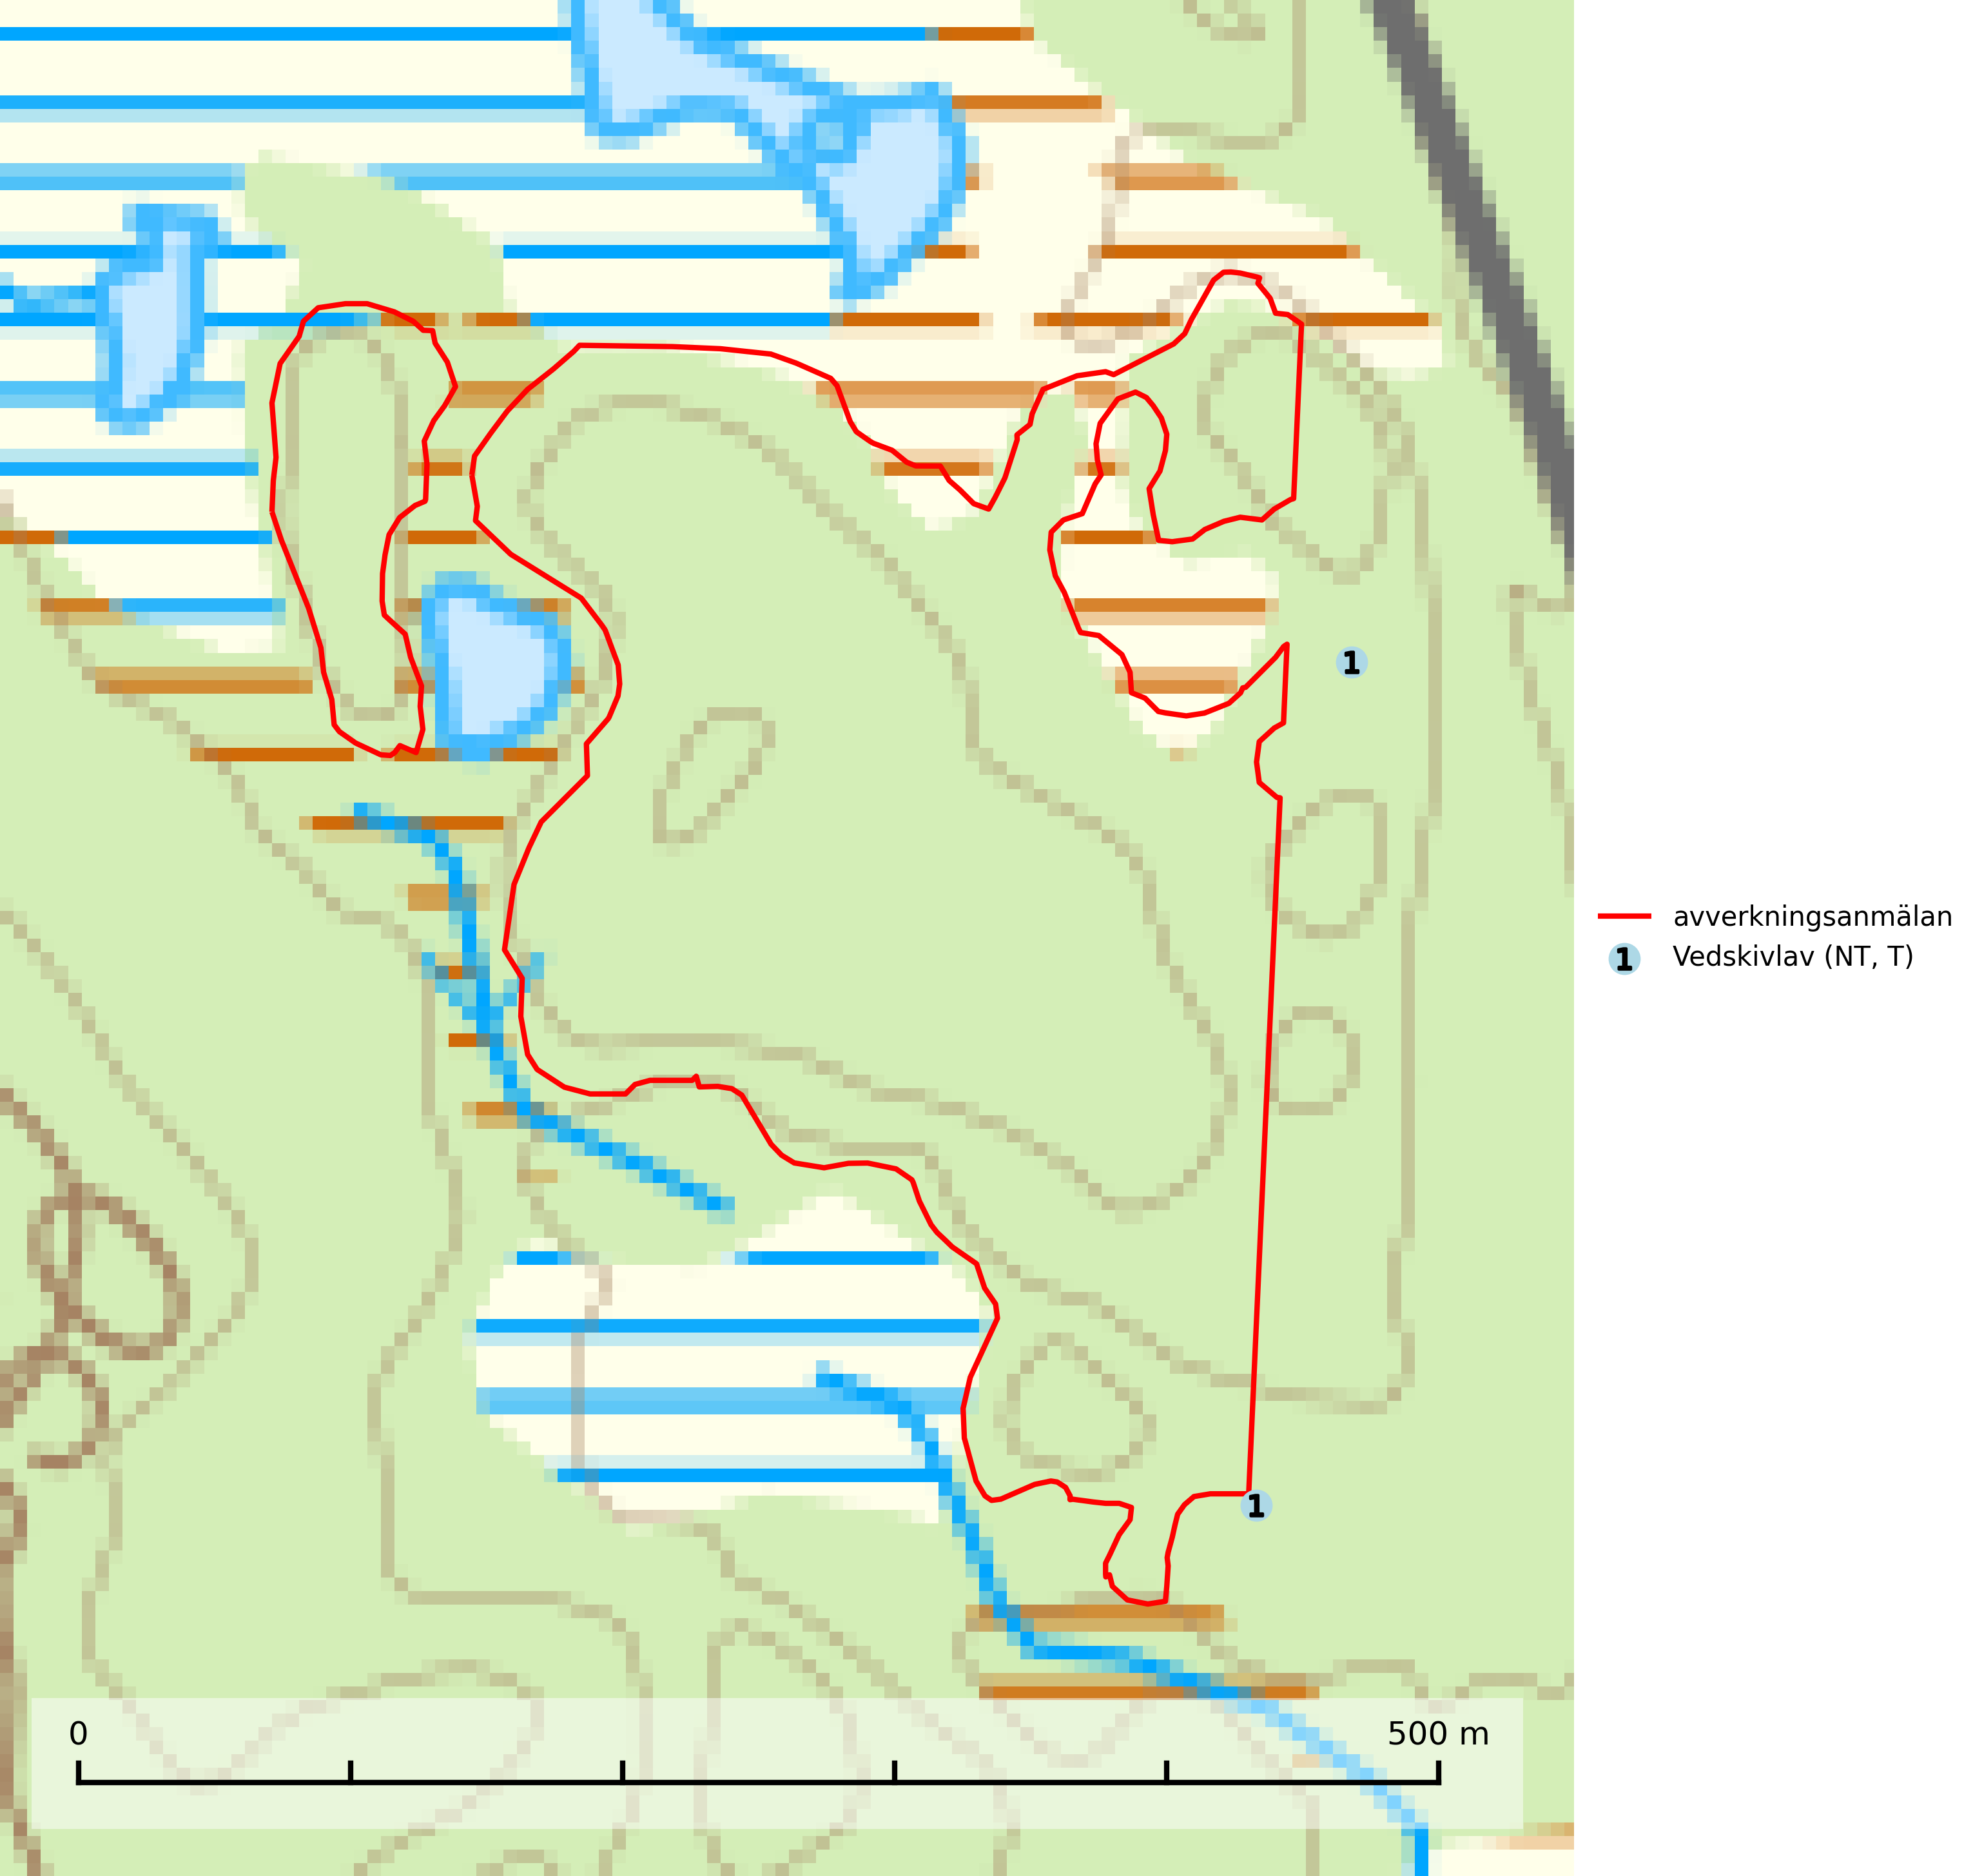 1
avverkningsanmälan
1 Vedskivlav (NT, T)
1
0 500 m